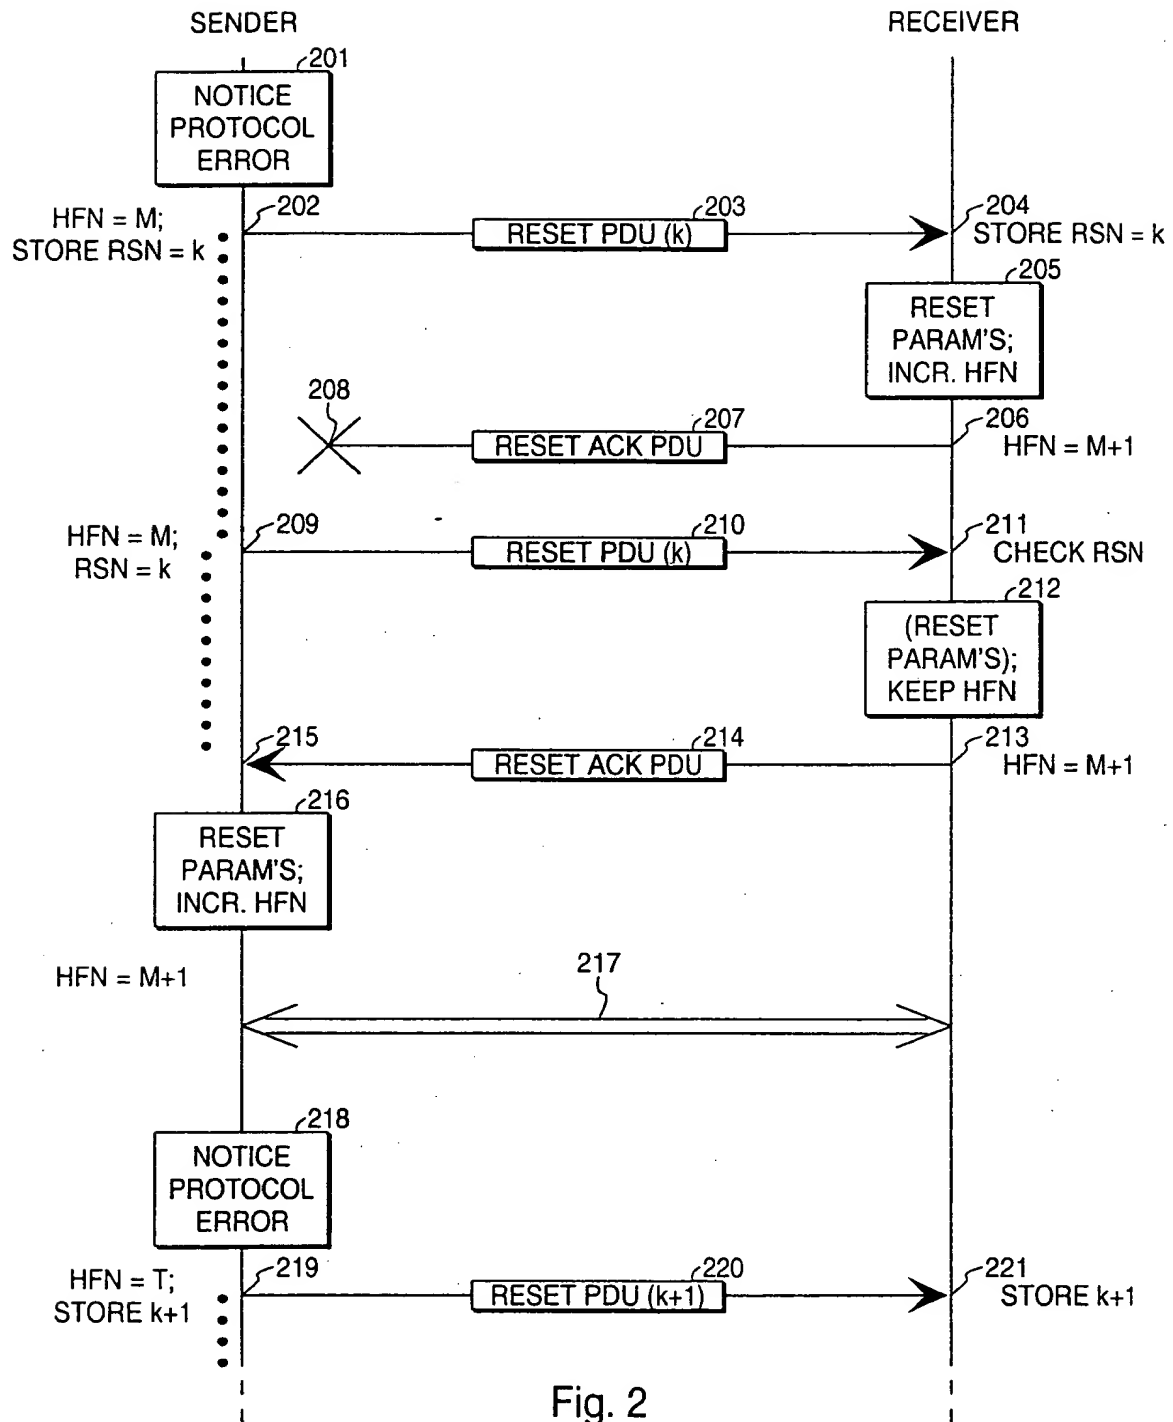 SENDER
RECEIVER
201
NOTICE
PROTOCOL
ERROR
HFN = M;
STORE RSN = k
202
203
RESET PDU (k)
204
STORE RSN = k
205
RESET
PARAM'S;
INCR. HFN
208
207
RESET ACK PDU
206
HFN = M+1
HFN = M;
RSN = k
209
210
RESET PDU (k)
211
CHECK RSN
212
(RESET
PARAM'S);
KEEP HFN
215
214
RESET ACK PDU
213
HFN = M+1
216
RESET
PARAM'S;
INCR. HFN
HFN = M+1
217
218
NOTICE
PROTOCOL
ERROR
HFN = T;
STORE k+1
219
220
RESET PDU (k+1)
221
STORE k+1
Fig. 2